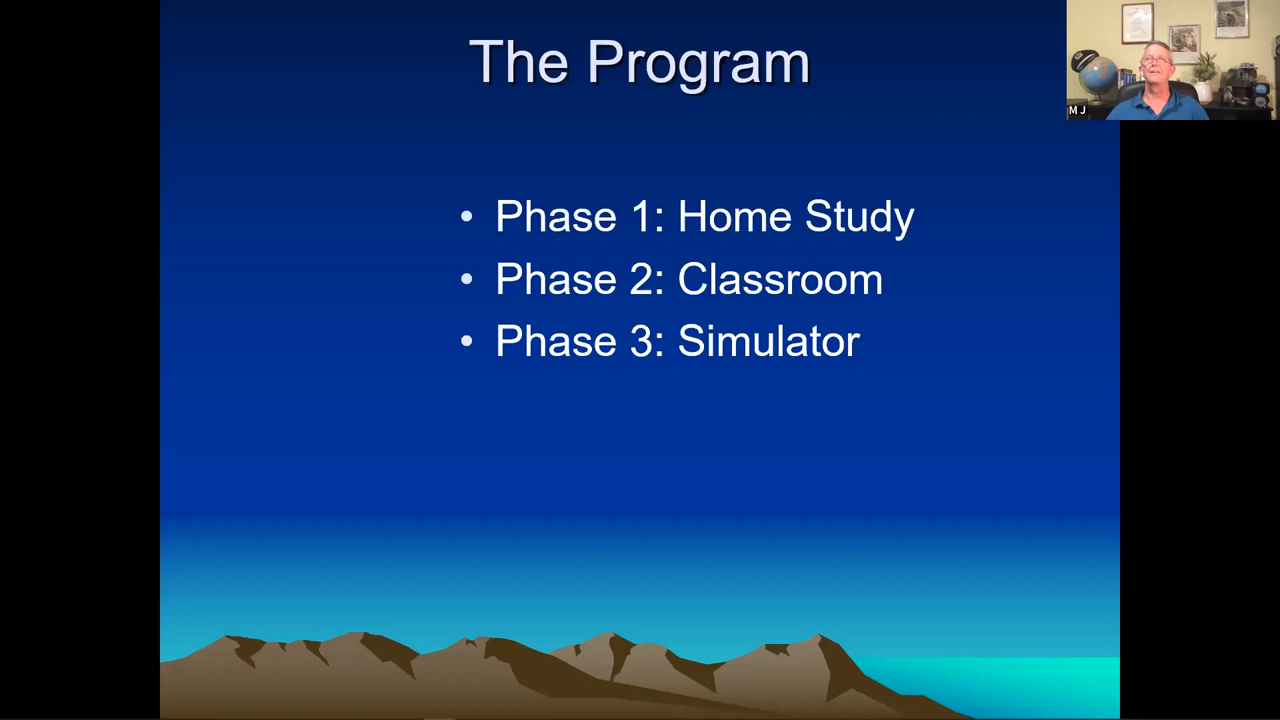 The Program
M J
• Phase 1: Home Study
• Phase 2: Classroom
• Phase 3: Simulator